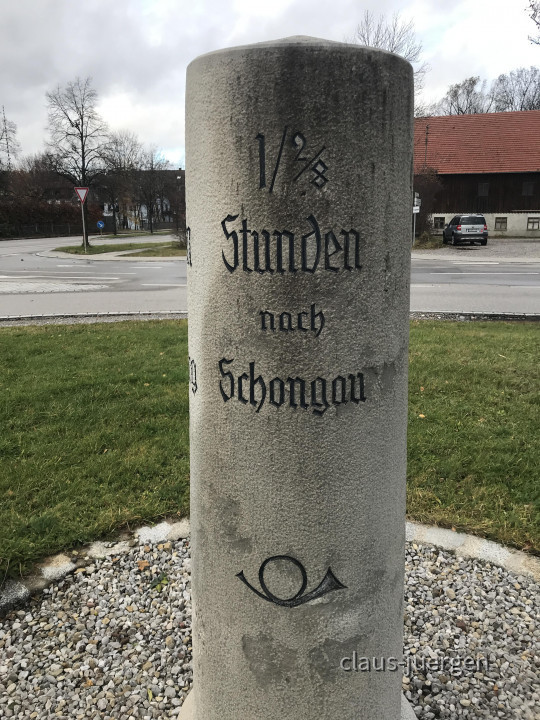 1/2/8
Stunden
nach
Schongau
claus-juergen